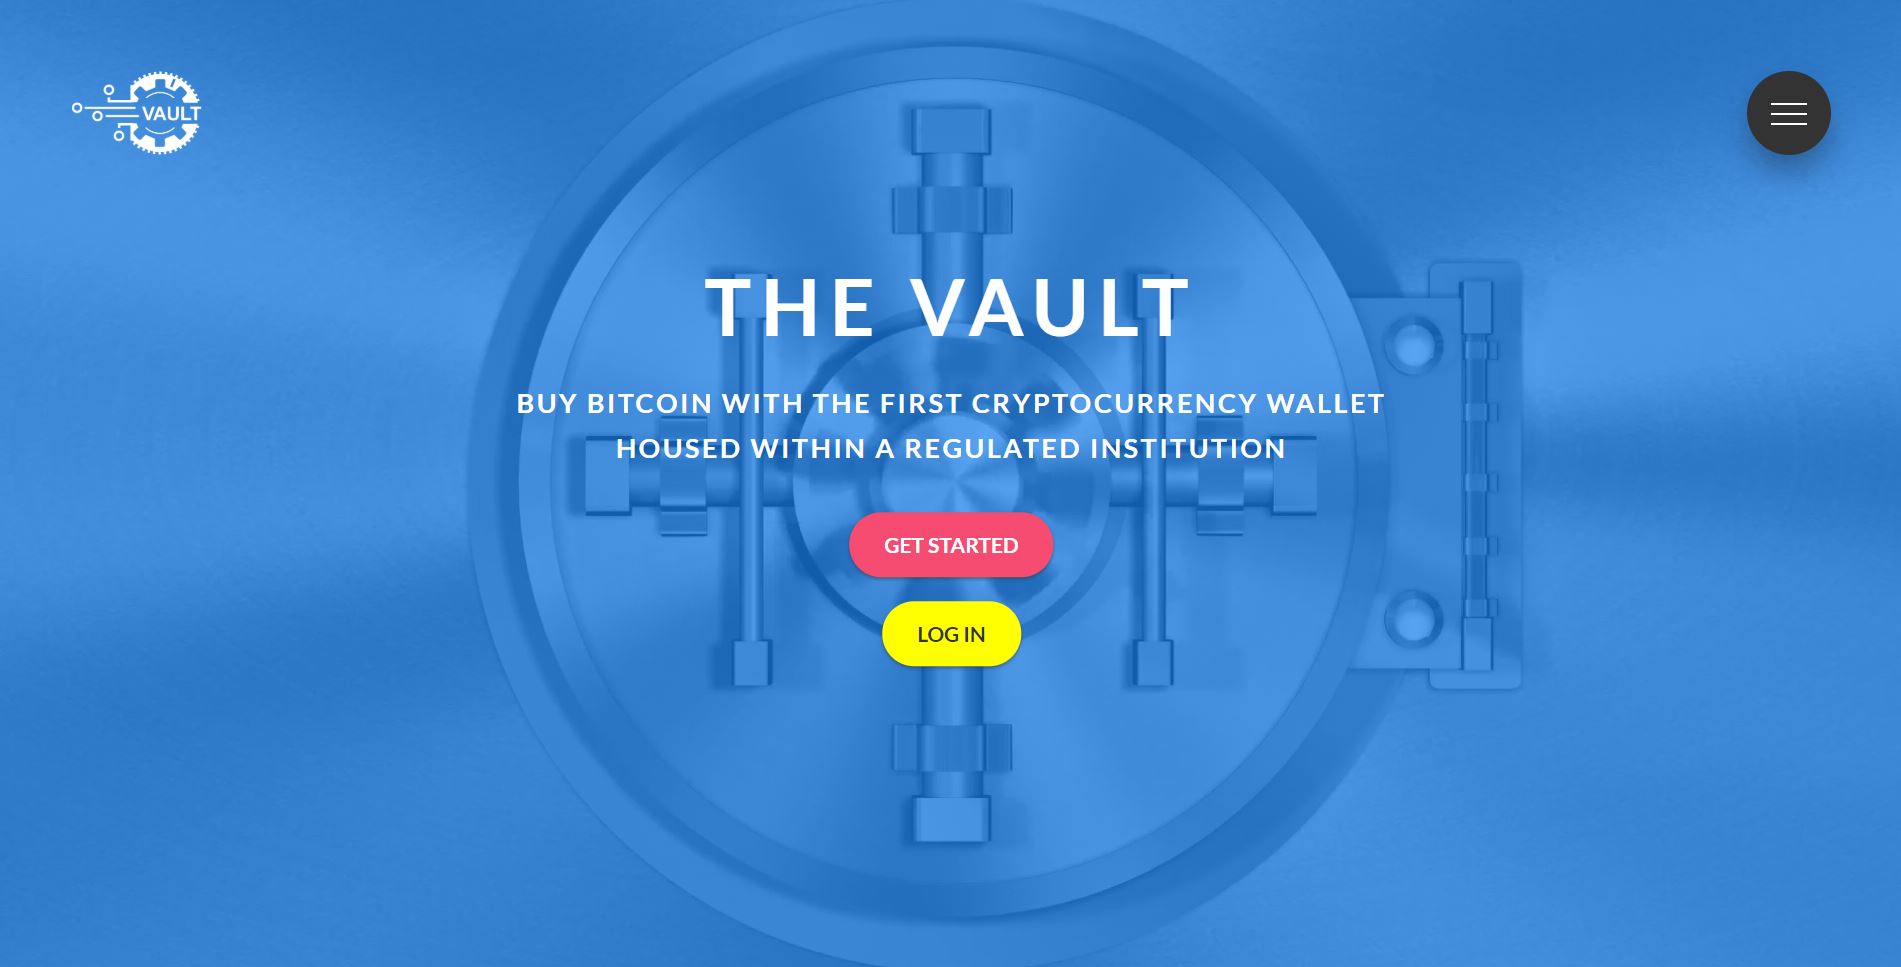 VAULT
THE VAULT
BUY BITCOIN WITH THE FIRST CRYPTOCURRENCY WALLET
HOUSED WITHIN A REGULATED INSTITUTION
GET STARTED
LOG IN